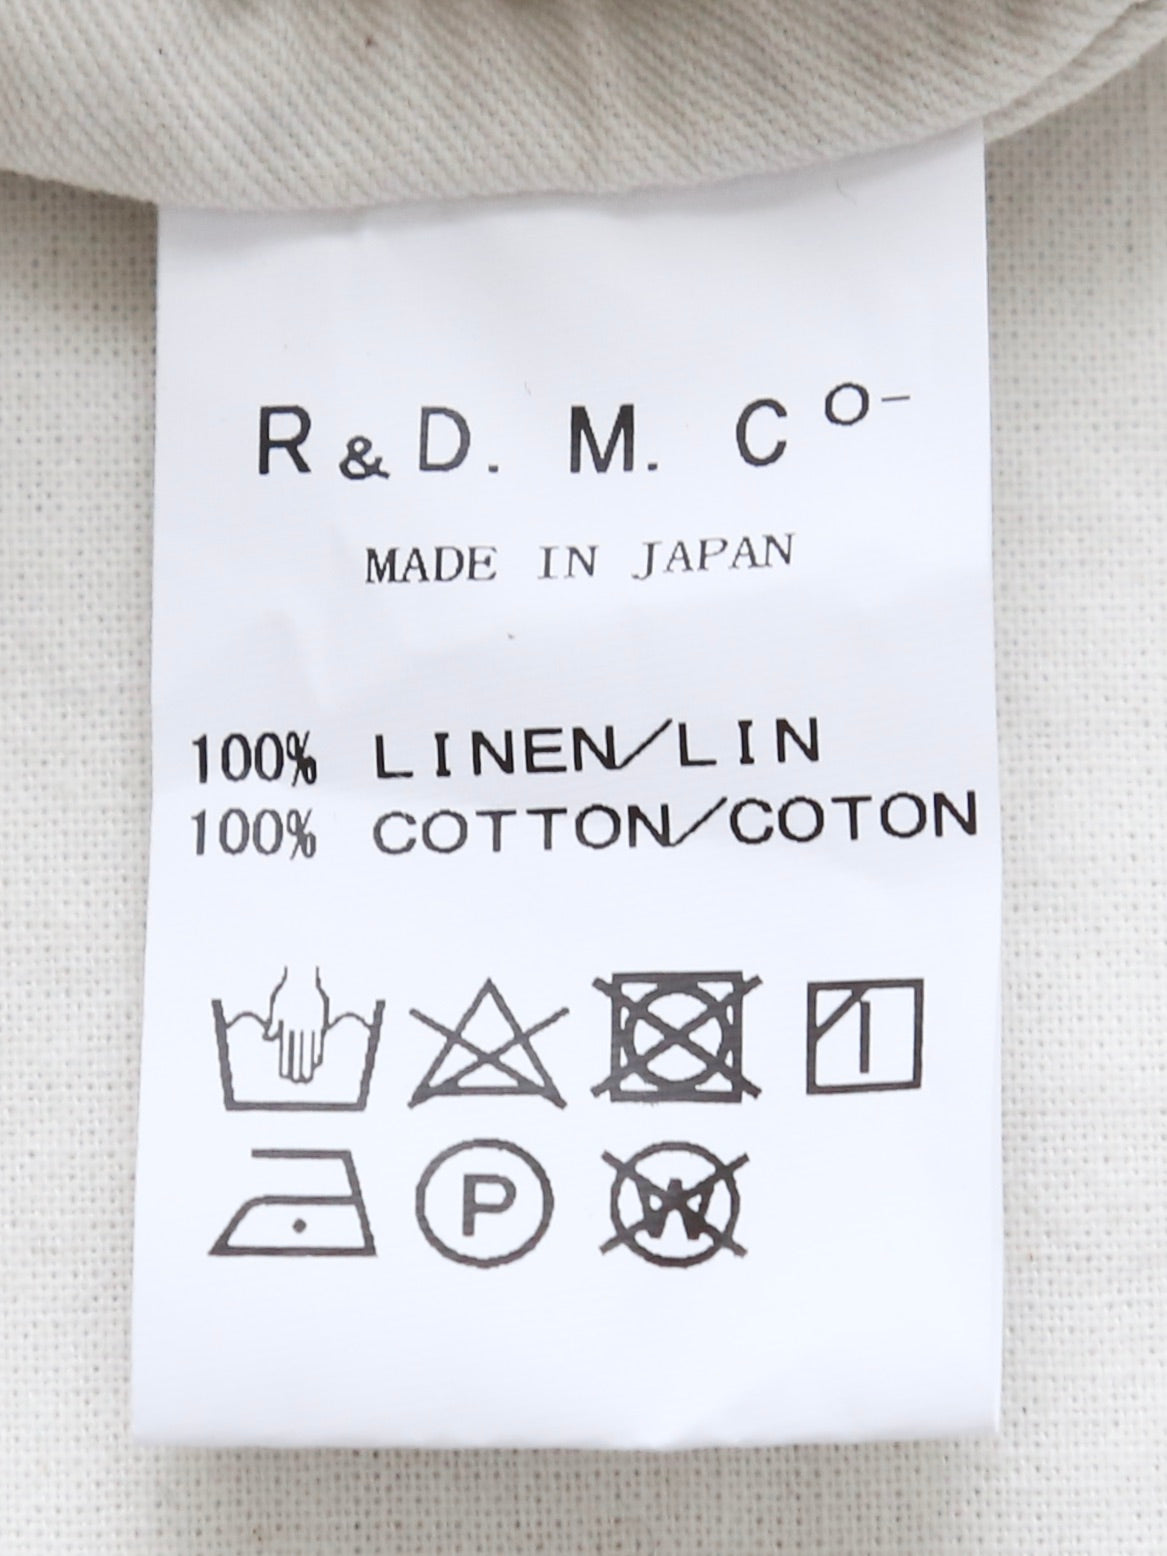 R&D. M. Co-
MADE IN JAPAN
100% LINEN/LIN
100% COTTON/COTON
P W